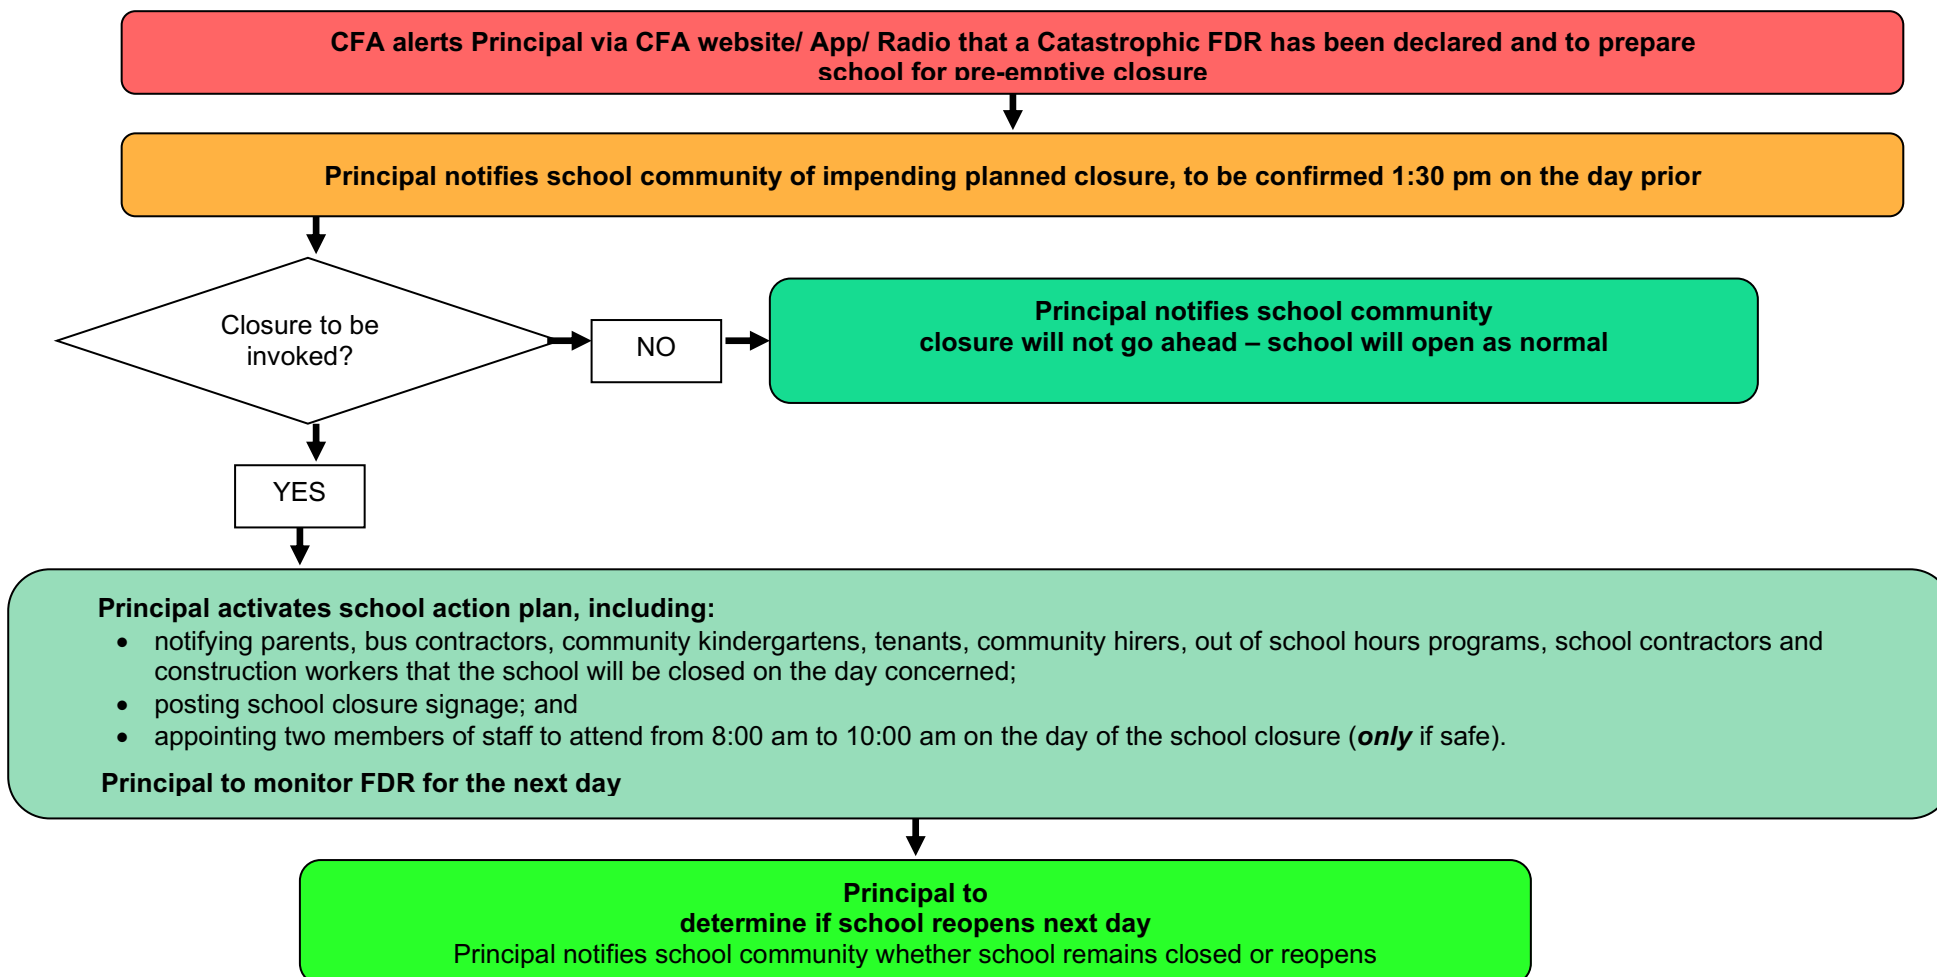 CFA alerts Principal via CFA website/ App/ Radio that a Catastrophic FDR has been declared and to prepare
school for pre-emptive closure
Principal notifies school community of impending planned closure, to be confirmed 1:30 pm on the day prior
Closure to be
invoked?
NO
Principal notifies school community
closure will not go ahead – school will open as normal
YES
Principal activates school action plan, including:
• notifying parents, bus contractors, community kindergartens, tenants, community hirers, out of school hours programs, school contractors and
construction workers that the school will be closed on the day concerned;
• posting school closure signage; and
• appointing two members of staff to attend from 8:00 am to 10:00 am on the day of the school closure (only if safe).
Principal to monitor FDR for the next day
Principal to
determine if school reopens next day
Principal notifies school community whether school remains closed or reopens